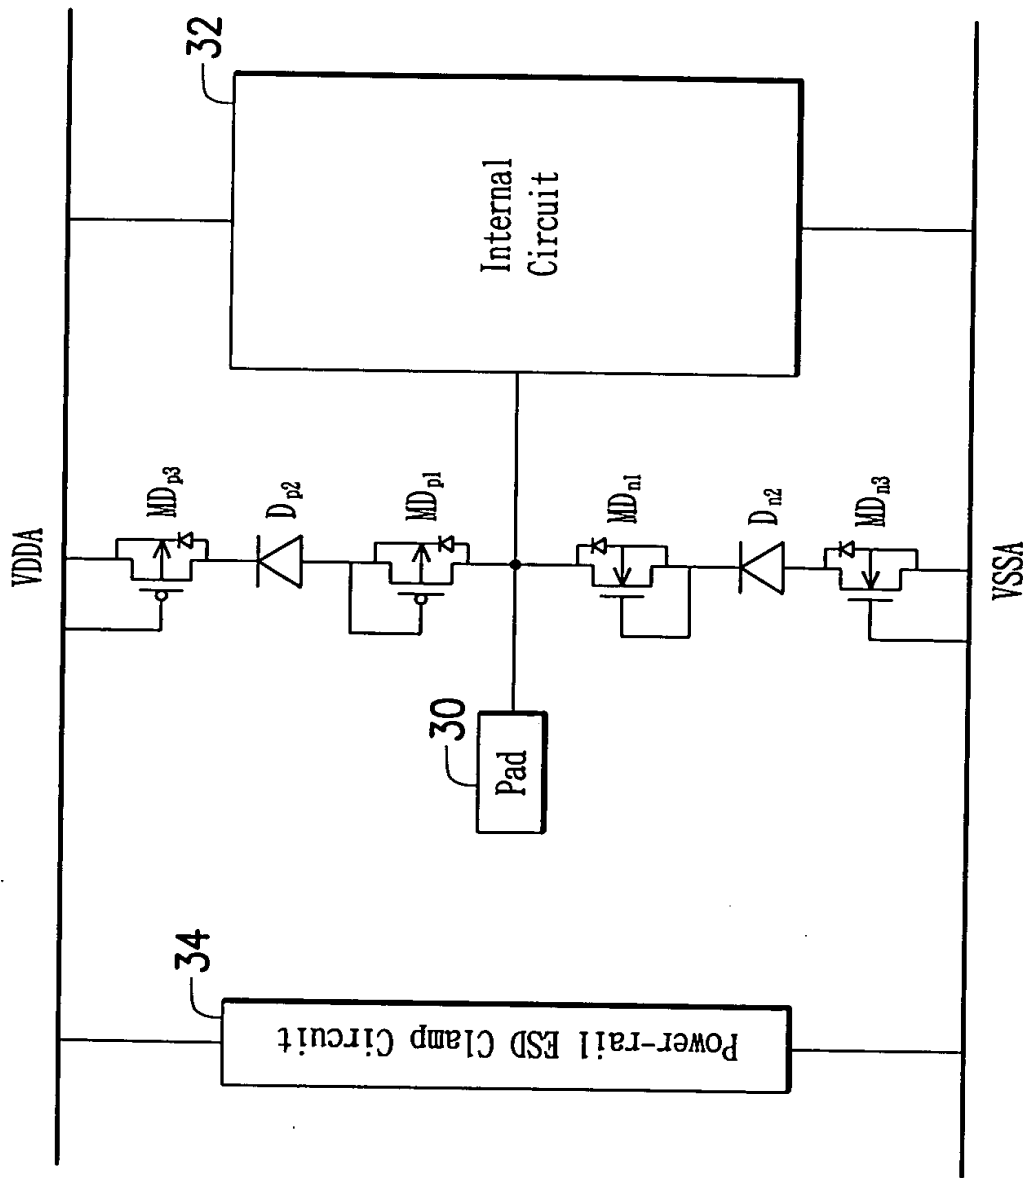 32
Internal
Circuit
VDDA
MDp3
Dp2
MDp1
MDn1
Dn2
MDn3
VSSA
30
Pad
34
Power-rail ESD Clamp Circuit